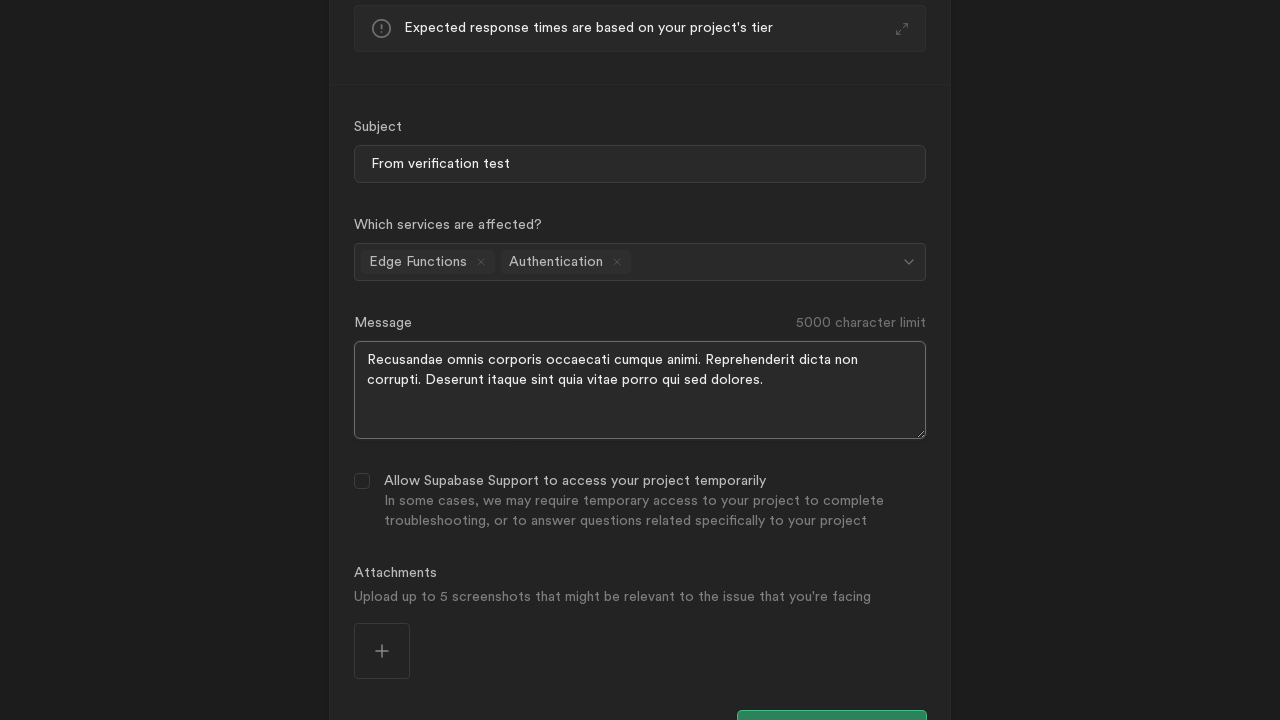 Expected response times are based on your project's tier
Subject
From verification test
Which services are affected?
Edge Functions
Authentication
Message
5000 character limit
Recusandae omnis corporis occaecati cumque animi. Reprehenderit dicta non
corrupti. Deserunt itaque sint quia vitae porro qui sed dolores.
Allow Supabase Support to access your project temporarily
In some cases, we may require temporary access to your project to complete
troubleshooting, or to answer questions related specifically to your project
Attachments
Upload up to 5 screenshots that might be relevant to the issue that you're facing